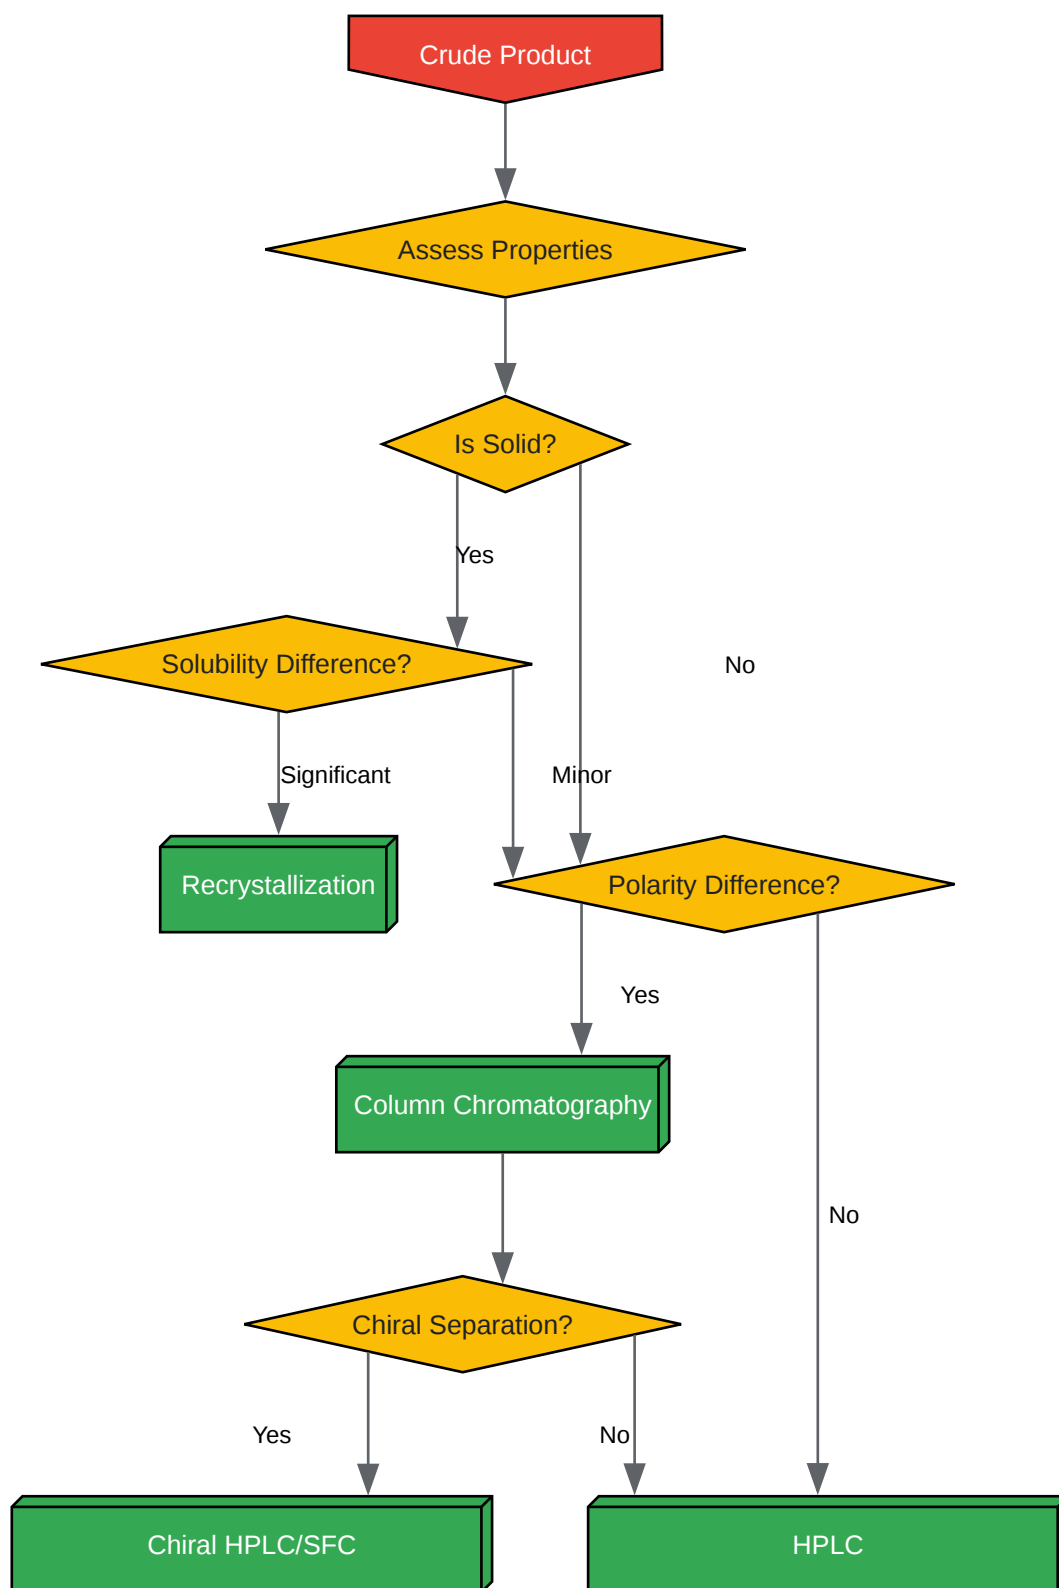 Crude Product
Assess Properties
Is Solid?
Yes
Solubility Difference?
No
Significant
Minor
Recrystallization
Polarity Difference?
Yes
Column Chromatography
No
Chiral Separation?
Yes
No
Chiral HPLC/SFC
HPLC